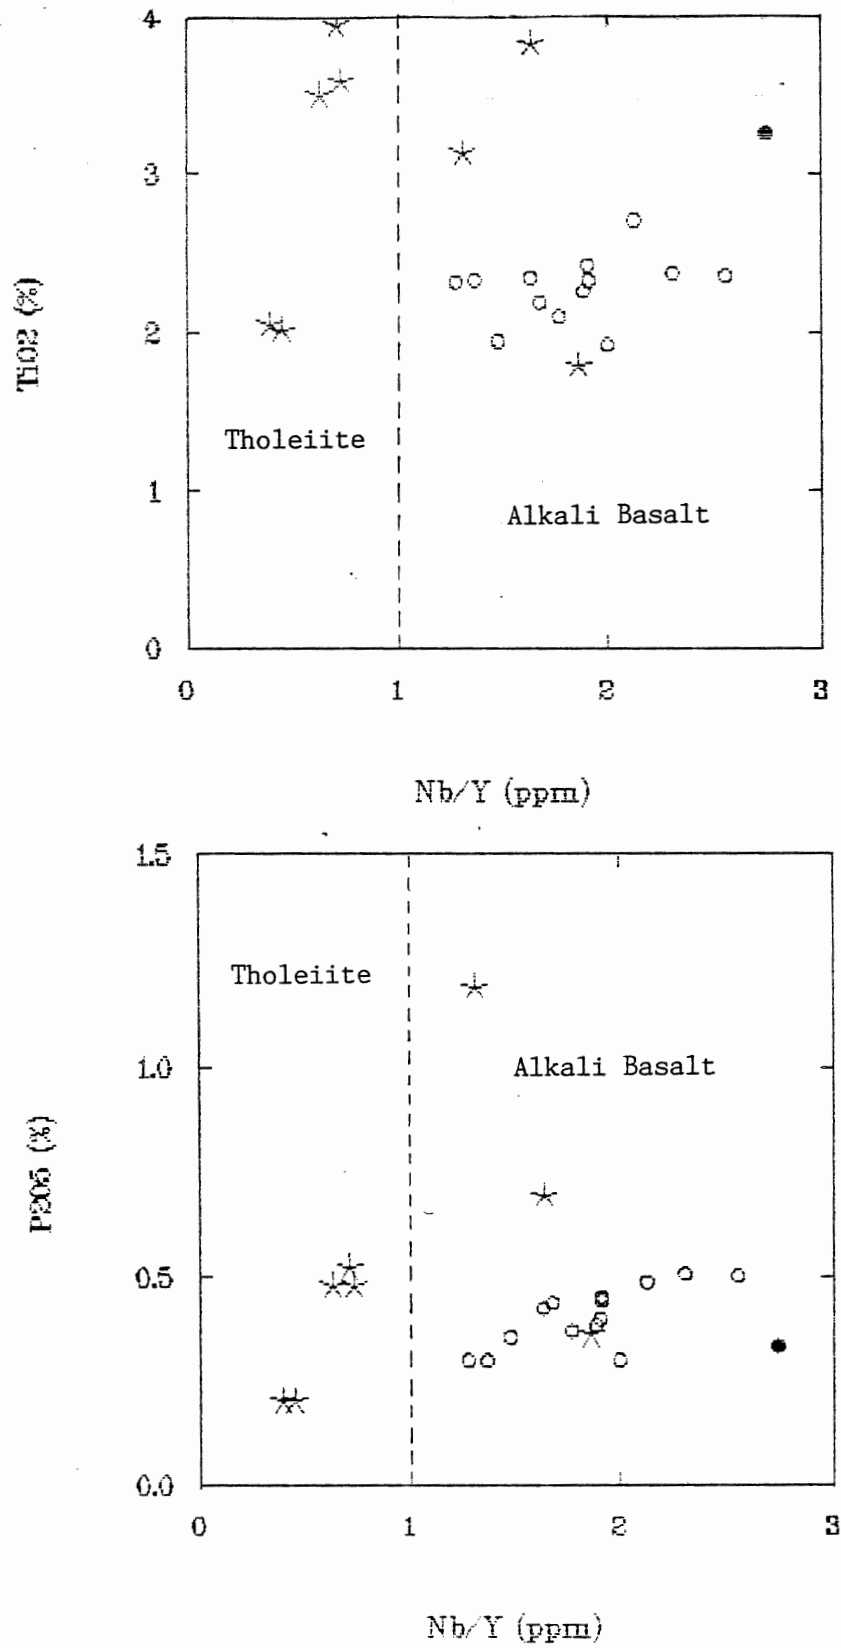 4
3
TiO2 (%)
2
Tholeiite
1
Alkali Basalt
0
0 1 2 3
Nb/Y (ppm)
1.5
Tholeiite
1.0
Alkali Basalt
P2O5 (%)
0.5
0.0
0 1 2 3
Nb/Y (ppm)